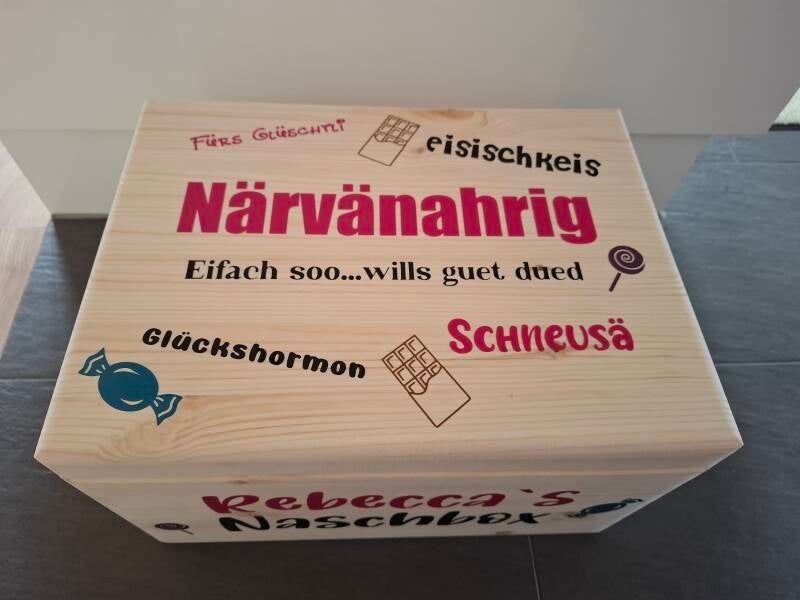 Fürs Glüschtli
eisischkeis
Närvänahrig
Eifach soo...wills guet dued
Glückshormon
Schneusä
Rebecca`s
Naschbox